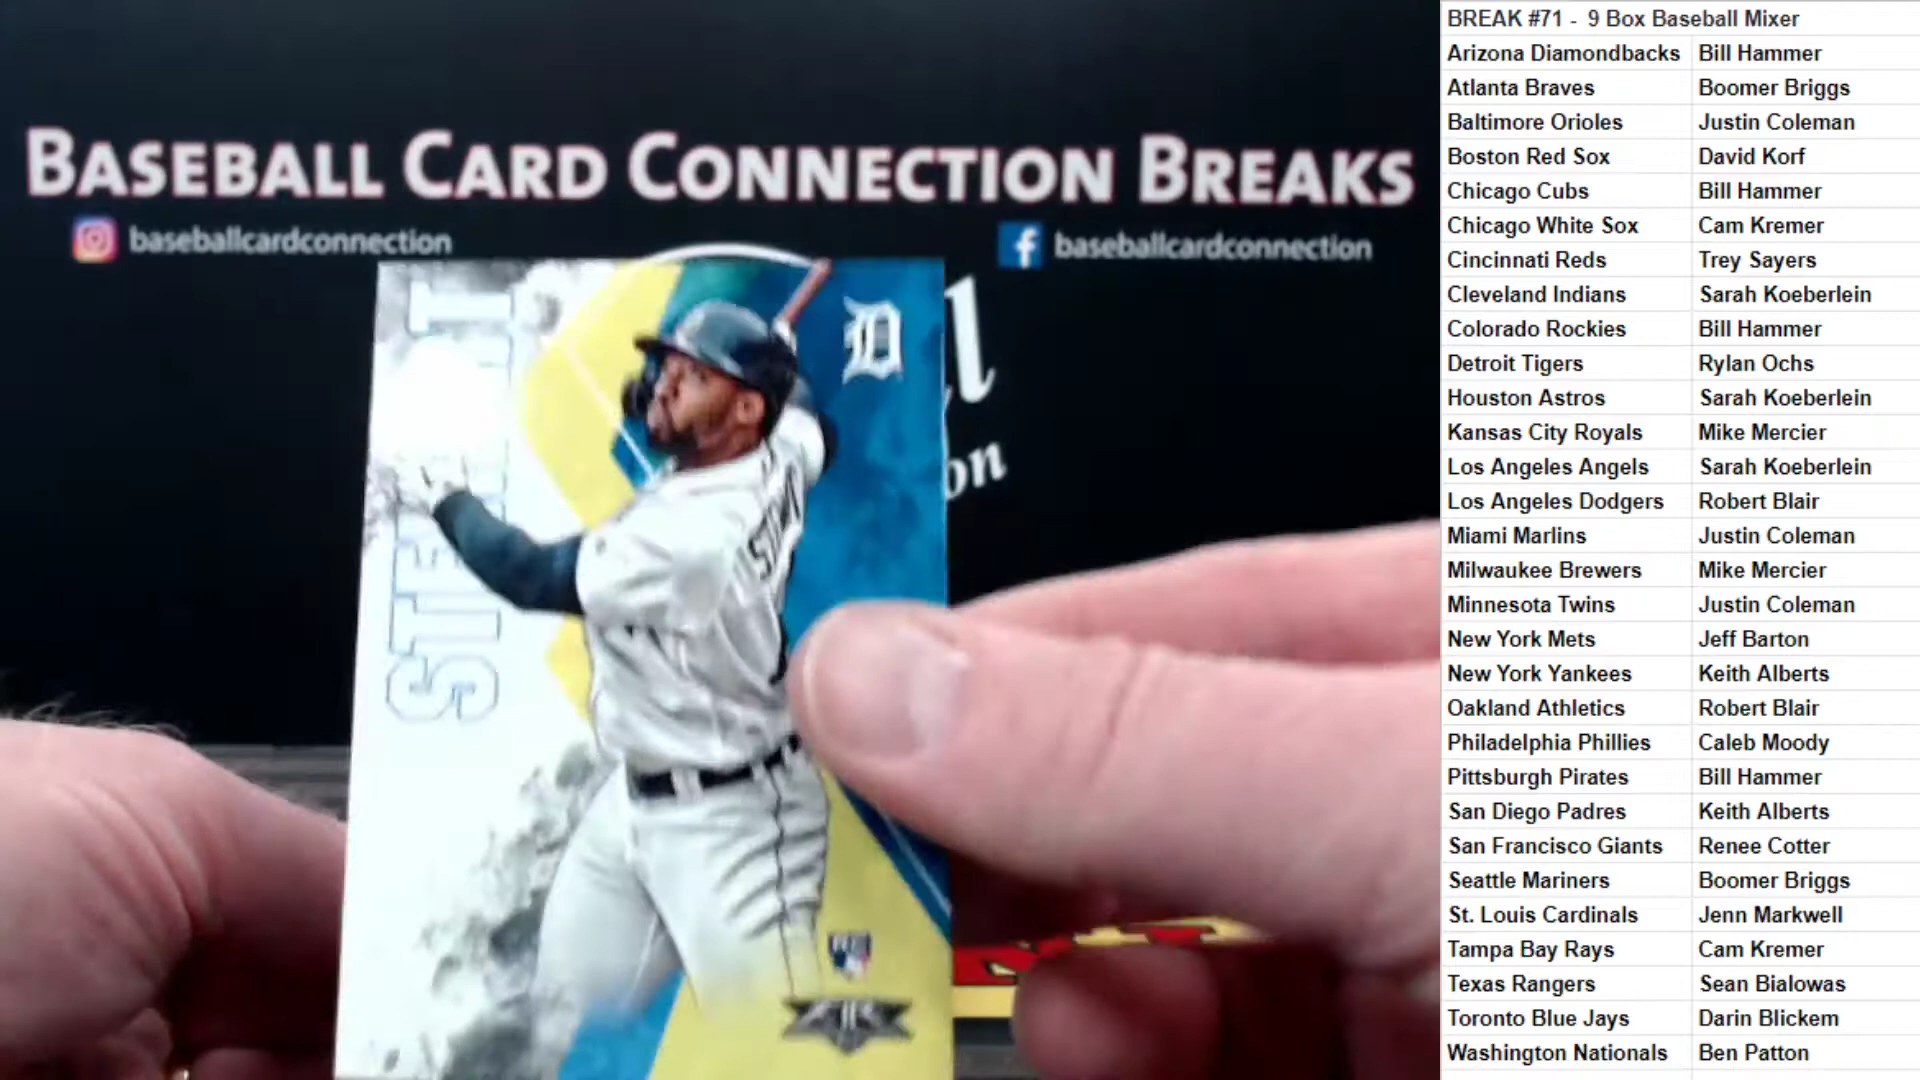 BASEBALL CARD CONNECTION BREAKS
baseballcardconnection
baseballcardconnection
D
on
RC
FIRE
BREAK #71 - 9 Box Baseball Mixer
Arizona Diamondbacks Bill Hammer
Atlanta Braves Boomer Briggs
Baltimore Orioles Justin Coleman
Boston Red Sox David Korf
Chicago Cubs Bill Hammer
Chicago White Sox Cam Kremer
Cincinnati Reds Trey Sayers
Cleveland Indians Sarah Koeberlein
Colorado Rockies Bill Hammer
Detroit Tigers Rylan Ochs
Houston Astros Sarah Koeberlein
Kansas City Royals Mike Mercier
Los Angeles Angels Sarah Koeberlein
Los Angeles Dodgers Robert Blair
Miami Marlins Justin Coleman
Milwaukee Brewers Mike Mercier
Minnesota Twins Justin Coleman
New York Mets Jeff Barton
New York Yankees Keith Alberts
Oakland Athletics Robert Blair
Philadelphia Phillies Caleb Moody
Pittsburgh Pirates Bill Hammer
San Diego Padres Keith Alberts
San Francisco Giants Renee Cotter
Seattle Mariners Boomer Briggs
St. Louis Cardinals Jenn Markwell
Tampa Bay Rays Cam Kremer
Texas Rangers Sean Bialowas
Toronto Blue Jays Darin Blickem
Washington Nationals Ben Patton